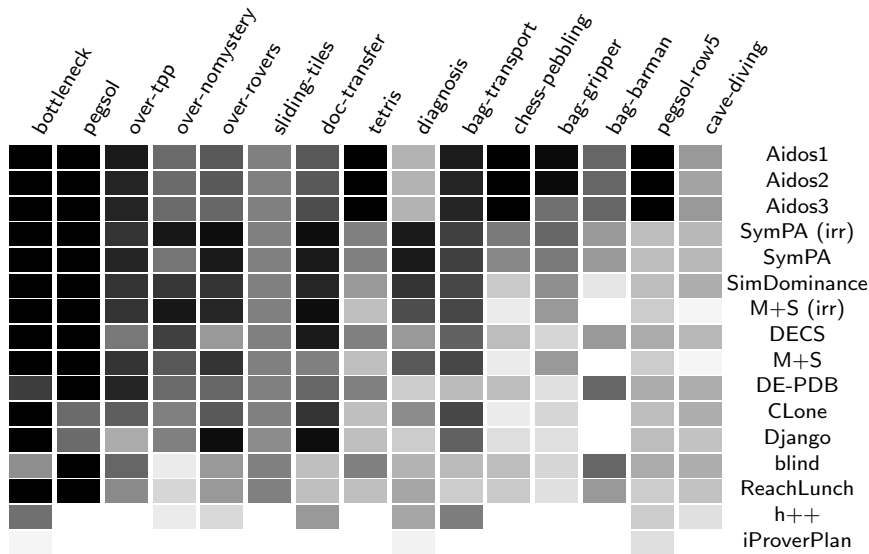 bottleneck
pegsol
over-tpp
over-nomystery
over-rovers
sliding-tiles
doc-transfer
tetris
diagnosis
bag-transport
chess-pebbling
bag-gripper
bag-barman
pegsol-row5
cave-diving
Aidos1
Aidos2
Aidos3
SymPA (irr)
SymPA
SimDominance
M+S (irr)
DECS
M+S
DE-PDB
CLone
Django
blind
ReachLunch
h++
iProverPlan